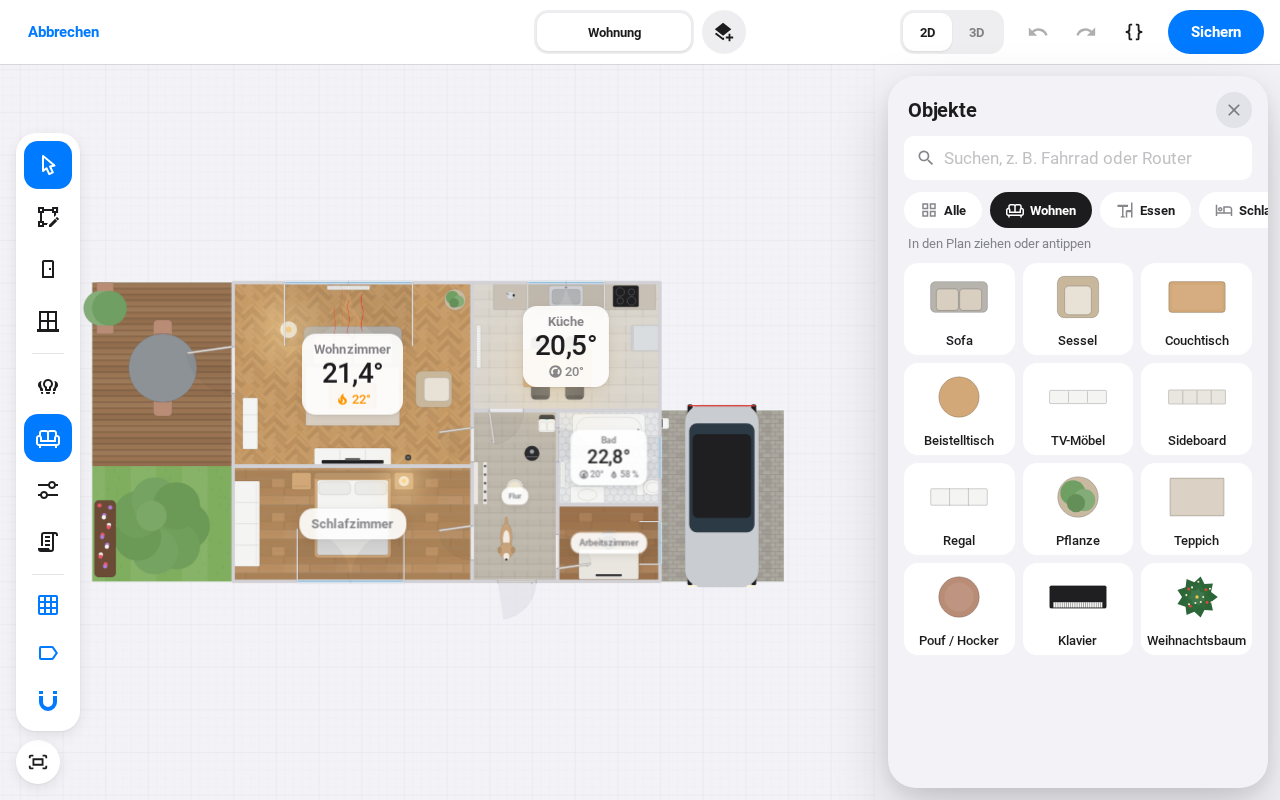 Abbrechen
Wohnung
2D
3D
{}
Sichern
Objekte
Suchen, z. B. Fahrrad oder Router
Alle
Wohnen
Essen
Schla
In den Plan ziehen oder antippen
Sofa
Sessel
Couchtisch
Beistelltisch
TV-Möbel
Sideboard
Regal
Pflanze
Teppich
Pouf / Hocker
Klavier
Weihnachtsbaum
Wohnzimmer
21,4°
22°
Küche
20,5°
20°
Bad
22,8°
20° 58 %
Flur
Schlafzimmer
Arbeitszimmer